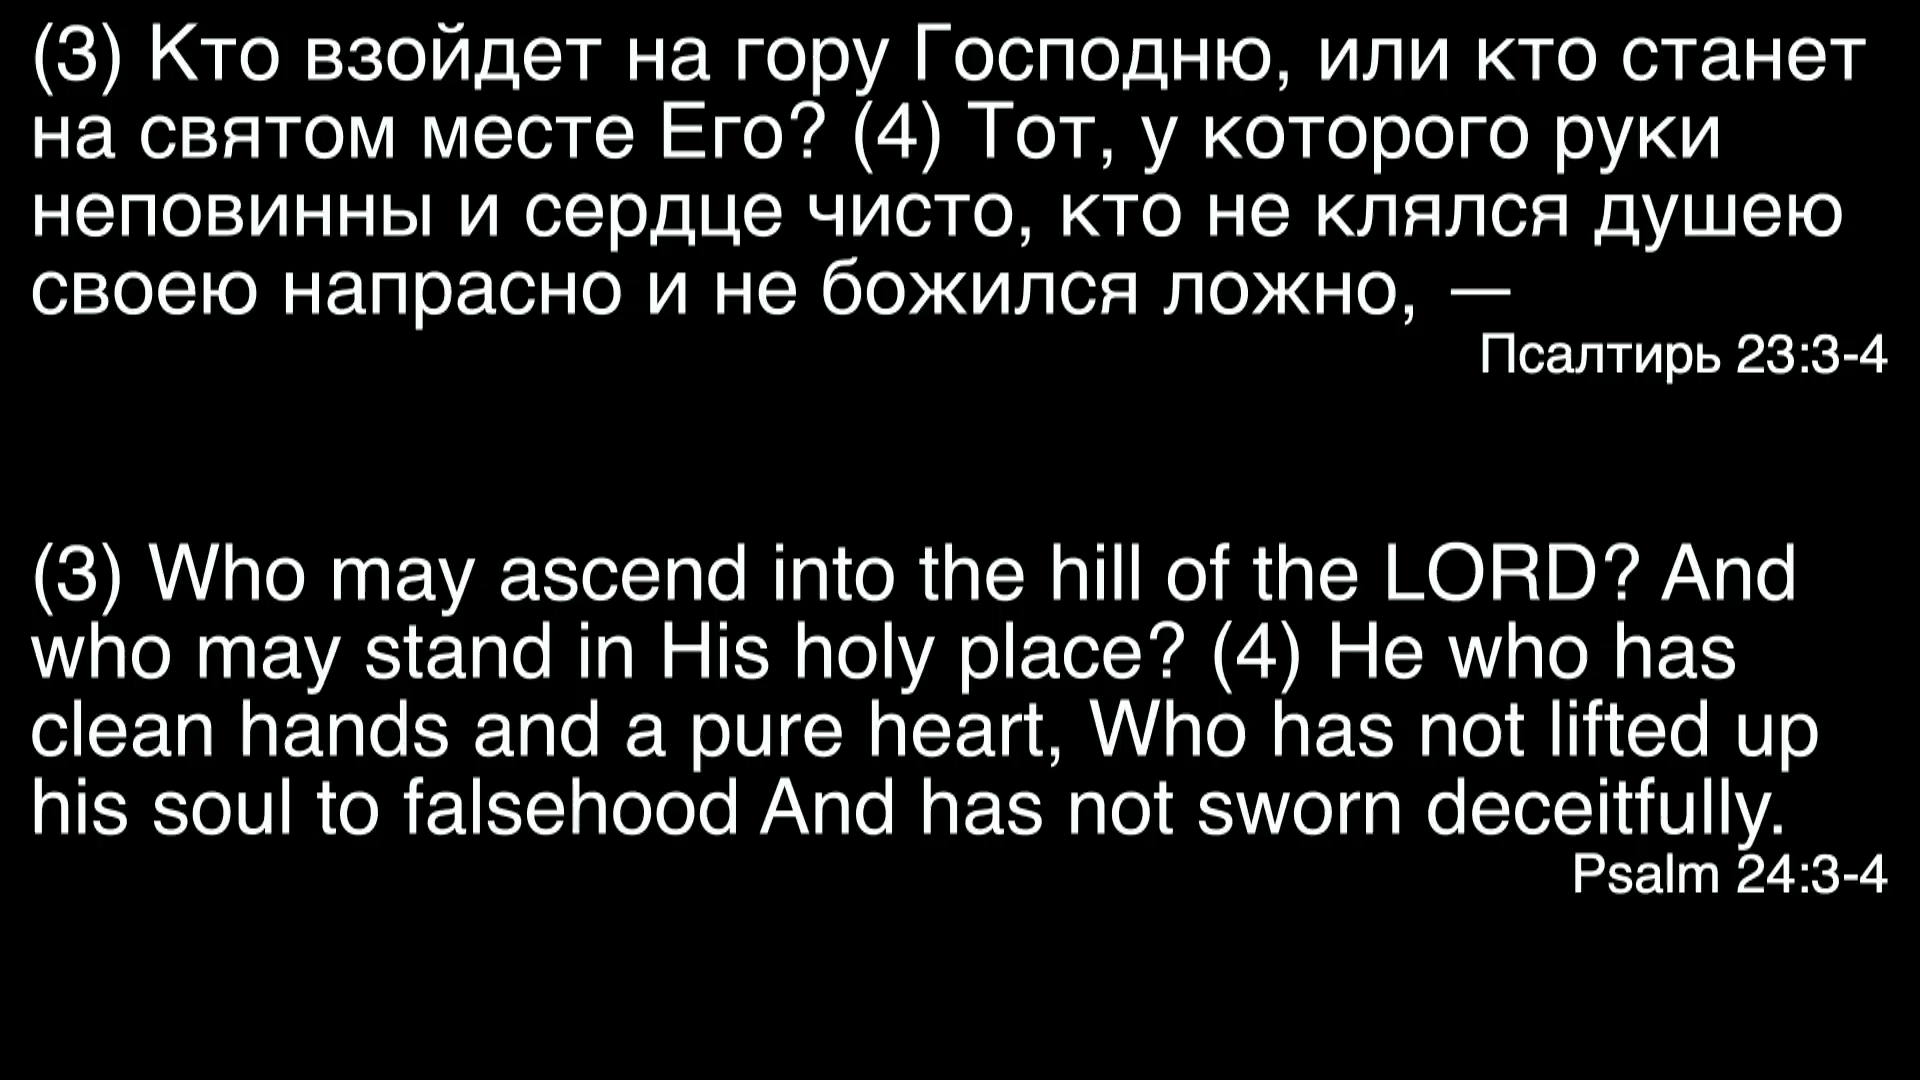 (3) Кто взойдет на гору Господню, или кто станет
на святом месте Его? (4) Тот, у которого руки
неповинны и сердце чисто, кто не клялся душею
своею напрасно и не божился ложно, —
Псалтирь 23:3-4
(3) Who may ascend into the hill of the LORD? And
who may stand in His holy place? (4) He who has
clean hands and a pure heart, Who has not lifted up
his soul to falsehood And has not sworn deceitfully.
Psalm 24:3-4